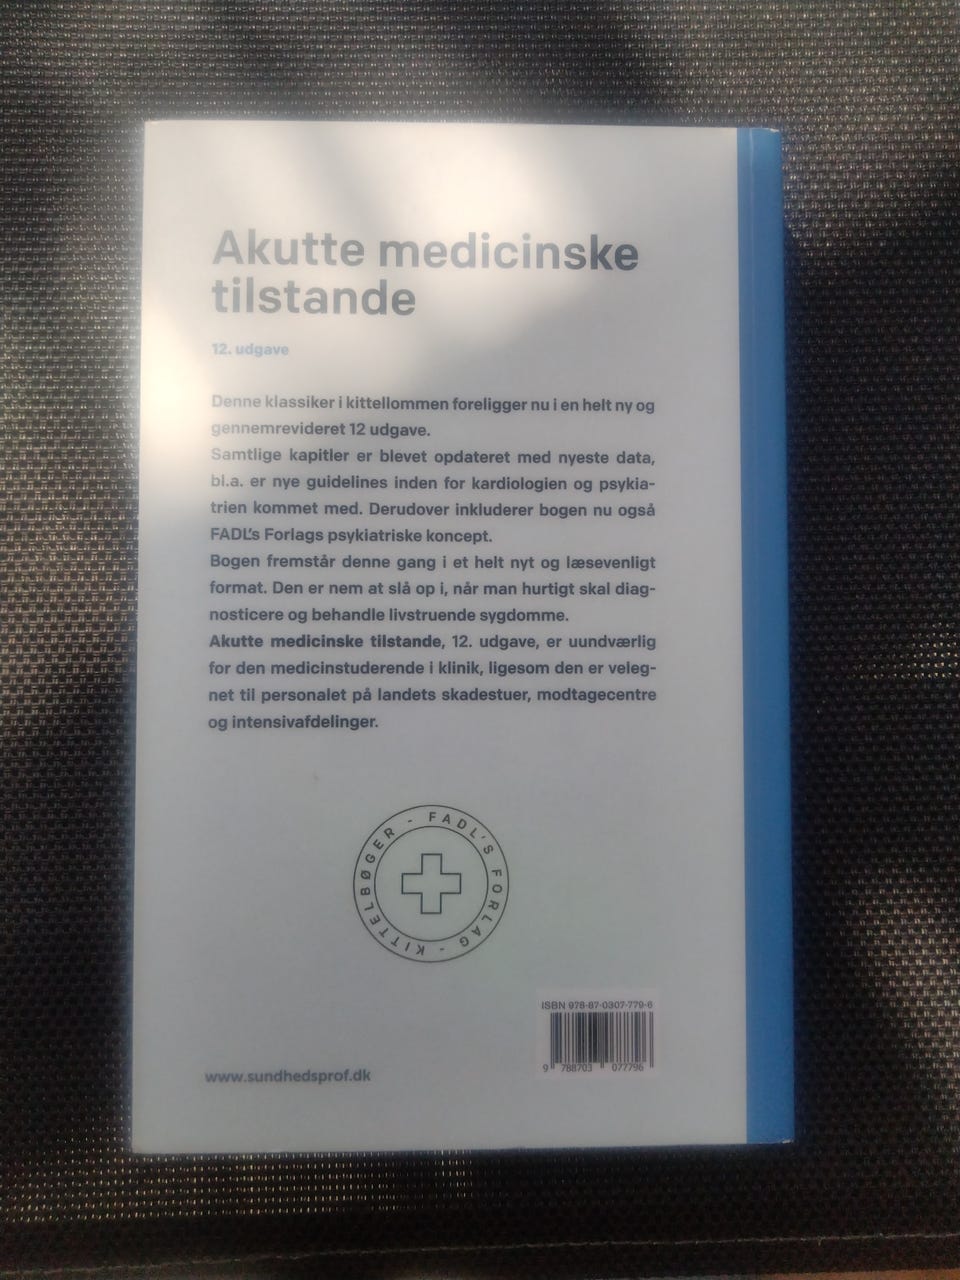 Akutte medicinske
tilstande
12. udgave
Denne klassiker i kittellommen foreligger nu i en helt ny og
gennemrevideret 12 udgave.
Samtlige kapitler er blevet opdateret med nyeste data,
bl.a. er nye guidelines inden for kardiologien og psykia-
trien kommet med. Derudover inkluderer bogen nu også
FADL's Forlags psykiatriske koncept.
Bogen fremstår denne gang i et helt nyt og læsevenligt
format. Den er nem at slå op i, når man hurtigt skal diag-
nosticere og behandle livstruende sygdomme.
Akutte medicinske tilstande, 12. udgave, er uundværlig
for den medicinstuderende i klinik, ligesom den er veleg-
net til personalet på landets skadestuer, modtagecentre
og intensivafdelinger.
FADL'S FORLAG - KITTELBØGER -
ISBN 978-87-0307-779-6
9 788703 077796
www.sundhedsprof.dk